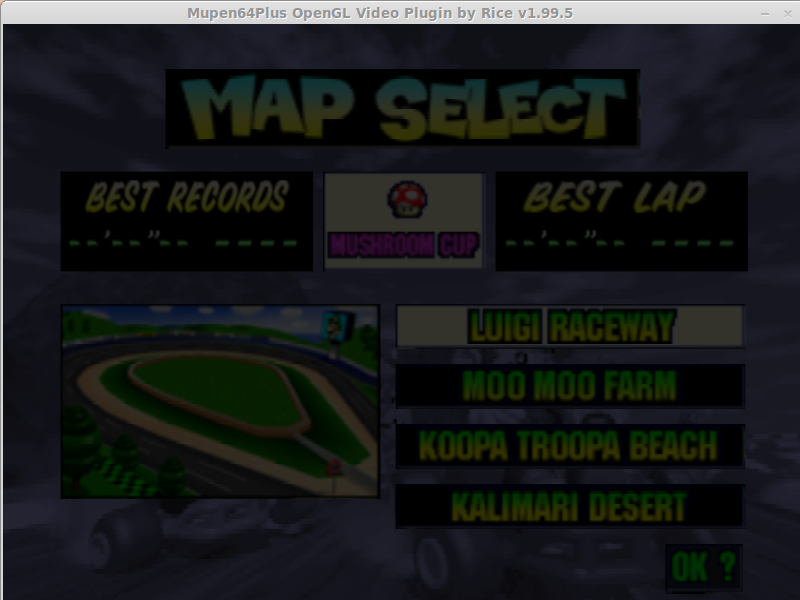 Mupen64Plus OpenGL Video Plugin by Rice v1.99.5
MAP SELECT
BEST RECORDS
--'--"-- ----
MUSHROOM CUP
BEST LAP
--'--"-- ----
LUIGI RACEWAY
MOO MOO FARM
KOOPA TROOPA BEACH
KALIMARI DESERT
OK ?